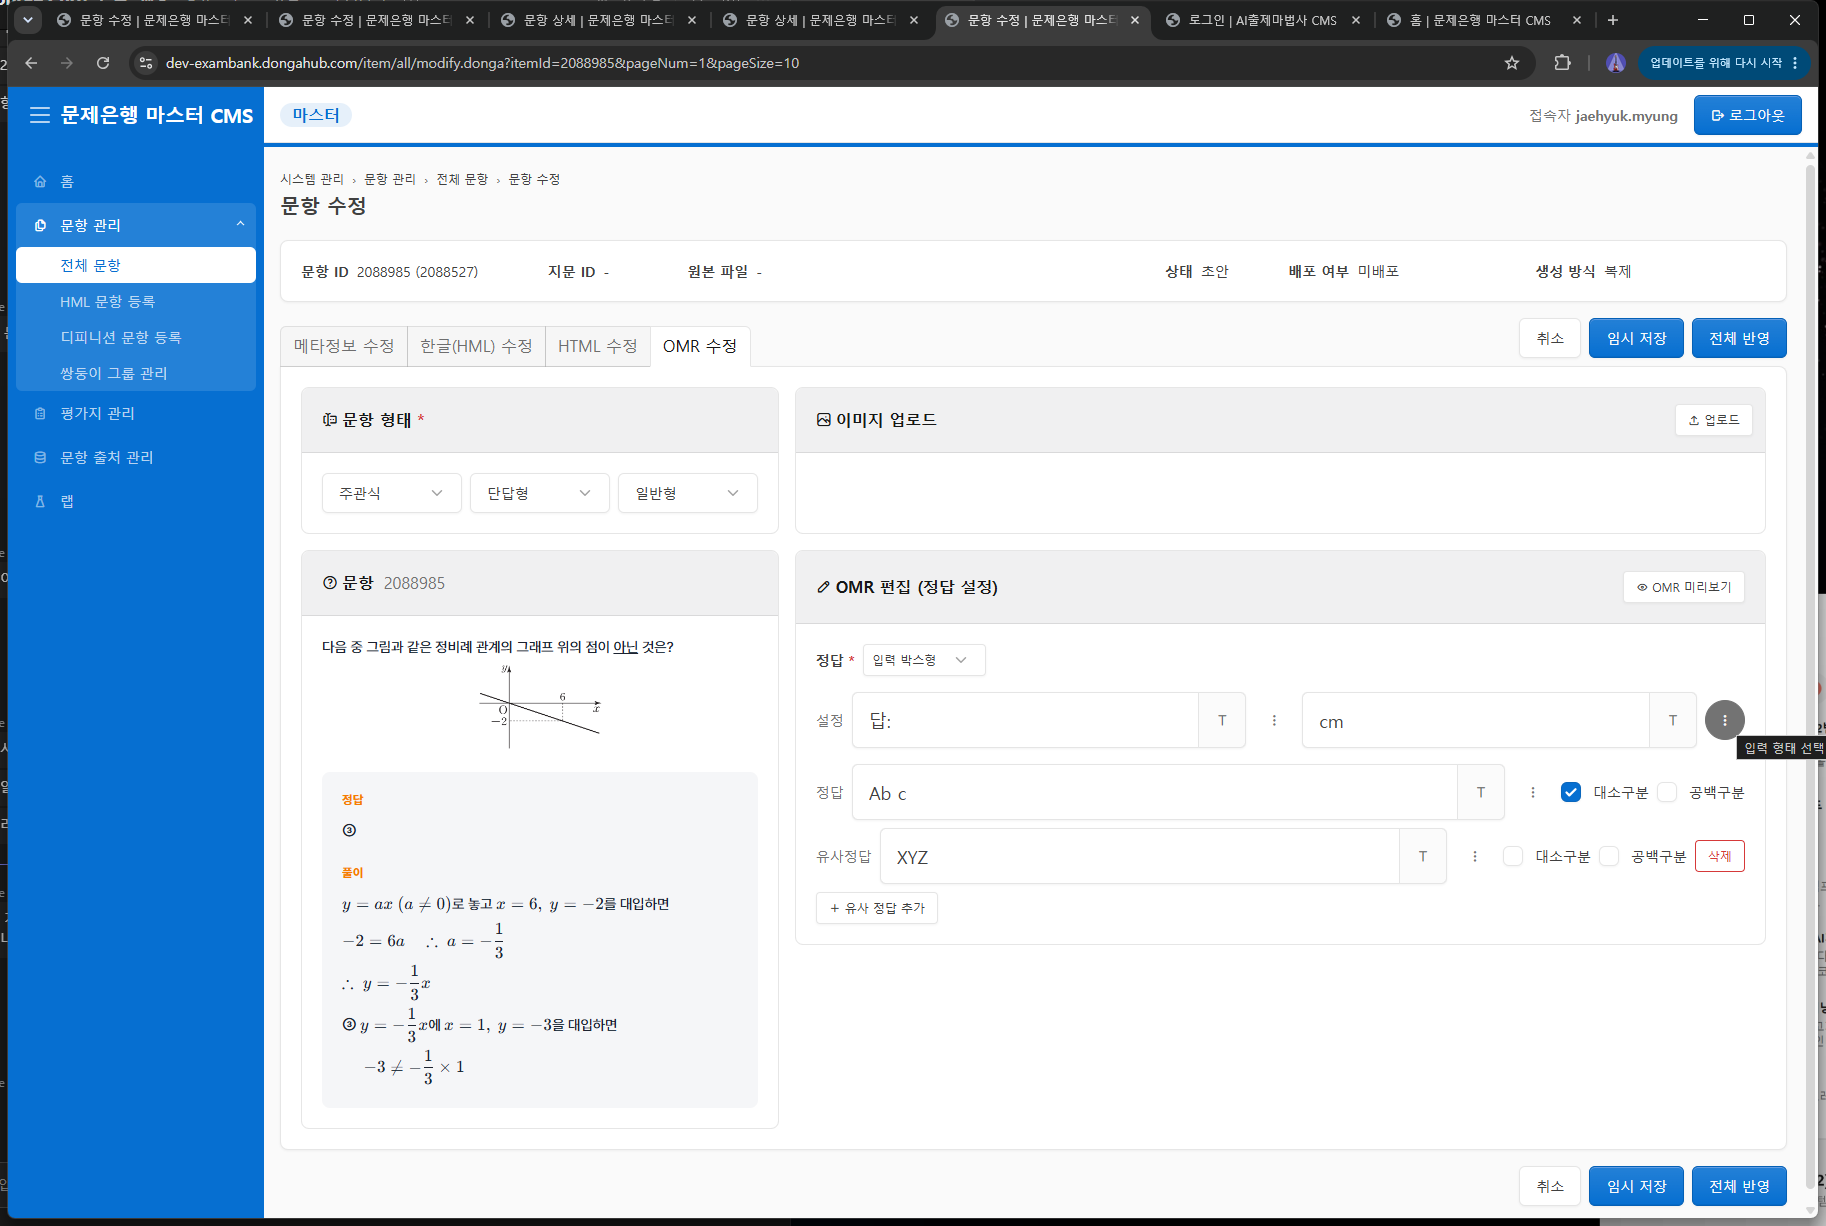 문항 수정 | 문제은행 마스터
문항 수정 | 문제은행 마스터
문항 상세 | 문제은행 마스터
문항 상세 | 문제은행 마스터
문항 수정 | 문제은행 마스터
로그인 | AI출제마법사 CMS
홈 | 문제은행 마스터 CMS
dev-exambank.dongahub.com/item/all/modify.donga?itemId=2088985&pageNum=1&pageSize=10
업데이트를 위해 다시 시작
문제은행 마스터 CMS
마스터
접속자 jaehyuk.myung
로그아웃
홈
문항 관리
전체 문항
HML 문항 등록
디피니션 문항 등록
쌍둥이 그룹 관리
평가지 관리
문항 출처 관리
랩
시스템 관리 › 문항 관리 › 전체 문항 › 문항 수정
문항 수정
문항 ID 2088985 (2088527)
지문 ID -
원본 파일 -
상태 초안
배포 여부 미배포
생성 방식 복제
메타정보 수정
한글(HML) 수정
HTML 수정
OMR 수정
취소
임시 저장
전체 반영
문항 형태 *
주관식
단답형
일반형
이미지 업로드
업로드
문항 2088985
다음 중 그림과 같은 정비례 관계의 그래프 위의 점이 아닌 것은?
y
6
O
x
−2
정답
③
풀이
y = ax (a ≠ 0)로 놓고 x = 6, y = −2를 대입하면
−2 = 6a ∴ a = −1/3
∴ y = −1/3x
③ y = −1/3x에 x = 1, y = −3을 대입하면
−3 ≠ −1/3 × 1
OMR 편집 (정답 설정)
OMR 미리보기
정답 * 입력 박스형
설정 답: T cm T
입력 형태 선택
정답 Ab c T 대소구분 공백구분
유사정답 XYZ T 대소구분 공백구분 삭제
+ 유사 정답 추가
취소
임시 저장
전체 반영